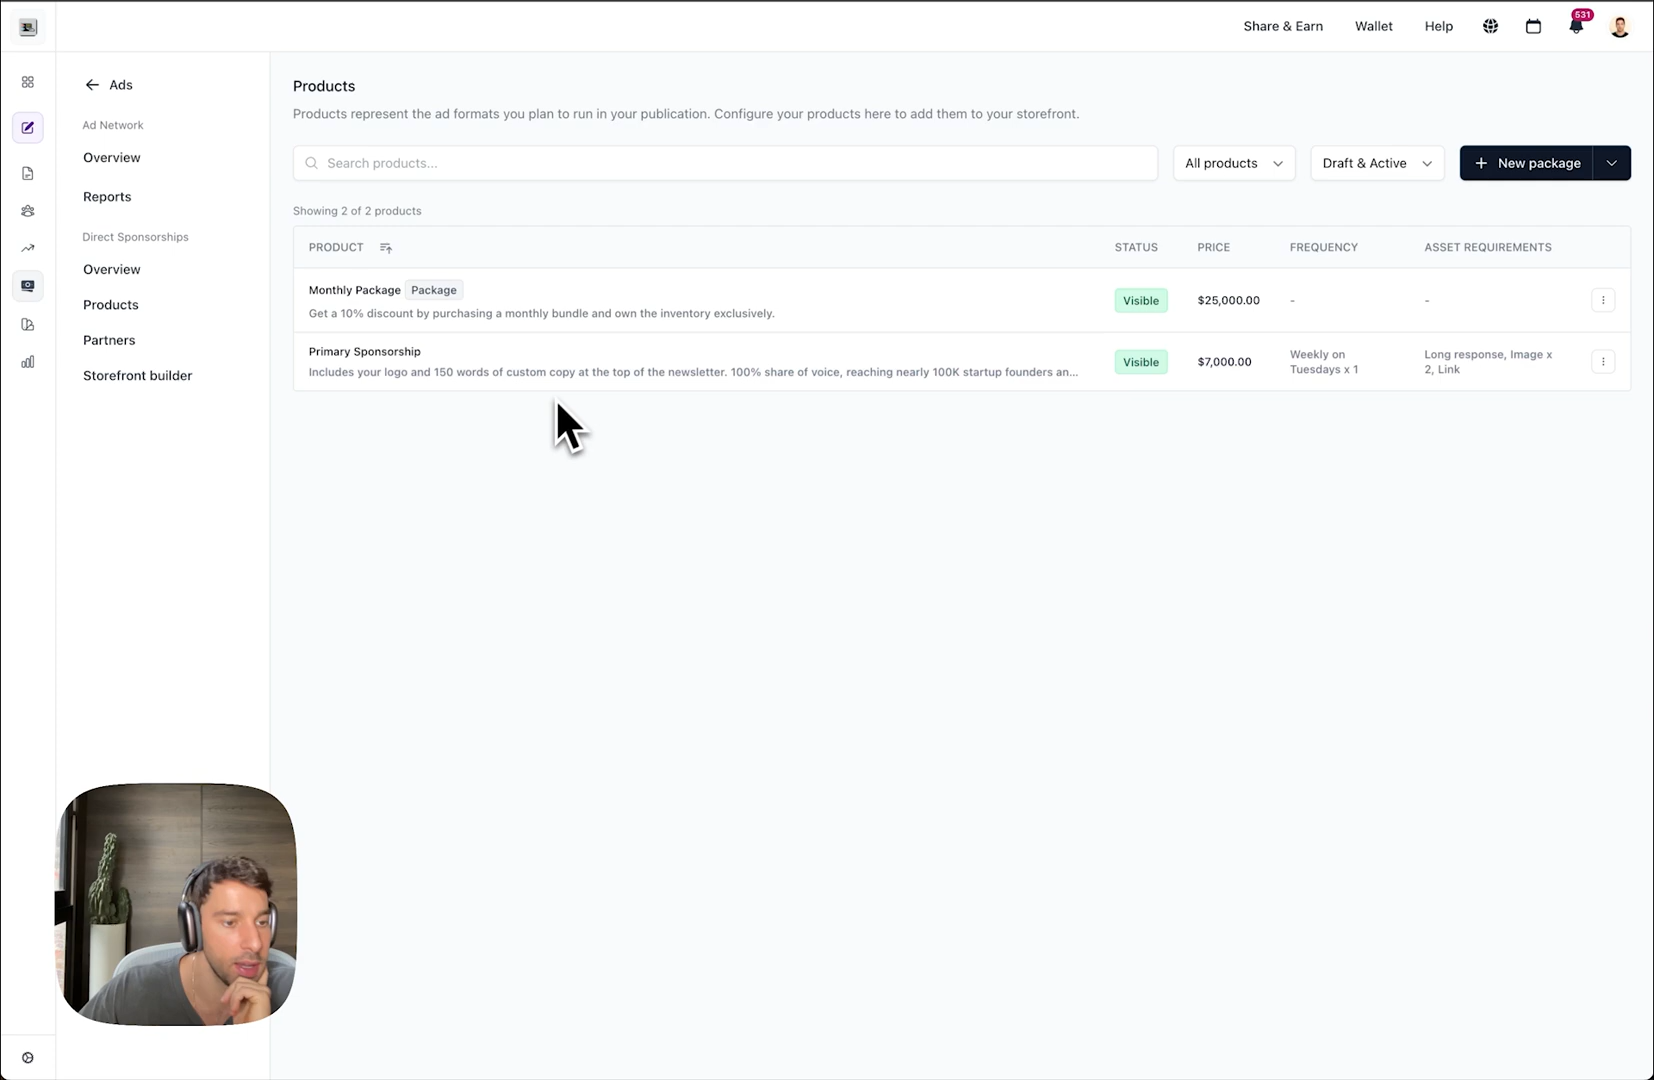 Share & Earn
Wallet
Help
531
Ads
Ad Network
Overview
Reports
Direct Sponsorships
Overview
Products
Partners
Storefront builder
Products
Products represent the ad formats you plan to run in your publication. Configure your products here to add them to your storefront.
Search products...
All products
Draft & Active
New package
Showing 2 of 2 products
PRODUCT
STATUS
PRICE
FREQUENCY
ASSET REQUIREMENTS
Monthly Package Package
Get a 10% discount by purchasing a monthly bundle and own the inventory exclusively.
Visible
$25,000.00
-
-
Primary Sponsorship
Includes your logo and 150 words of custom copy at the top of the newsletter. 100% share of voice, reaching nearly 100K startup founders an...
Visible
$7,000.00
Weekly on
Tuesdays x 1
Long response, Image x
2, Link